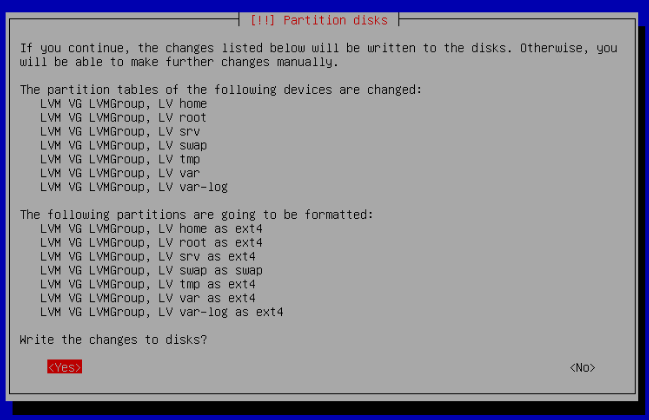 [!!] Partition disks
If you continue, the changes listed below will be written to the disks. Otherwise, you
will be able to make further changes manually.
The partition tables of the following devices are changed:
LVM VG LVMGroup, LV home
LVM VG LVMGroup, LV root
LVM VG LVMGroup, LV srv
LVM VG LVMGroup, LV swap
LVM VG LVMGroup, LV tmp
LVM VG LVMGroup, LV var
LVM VG LVMGroup, LV var-log
The following partitions are going to be formatted:
LVM VG LVMGroup, LV home as ext4
LVM VG LVMGroup, LV root as ext4
LVM VG LVMGroup, LV srv as ext4
LVM VG LVMGroup, LV swap as swap
LVM VG LVMGroup, LV tmp as ext4
LVM VG LVMGroup, LV var as ext4
LVM VG LVMGroup, LV var-log as ext4
Write the changes to disks?
<Yes> <No>